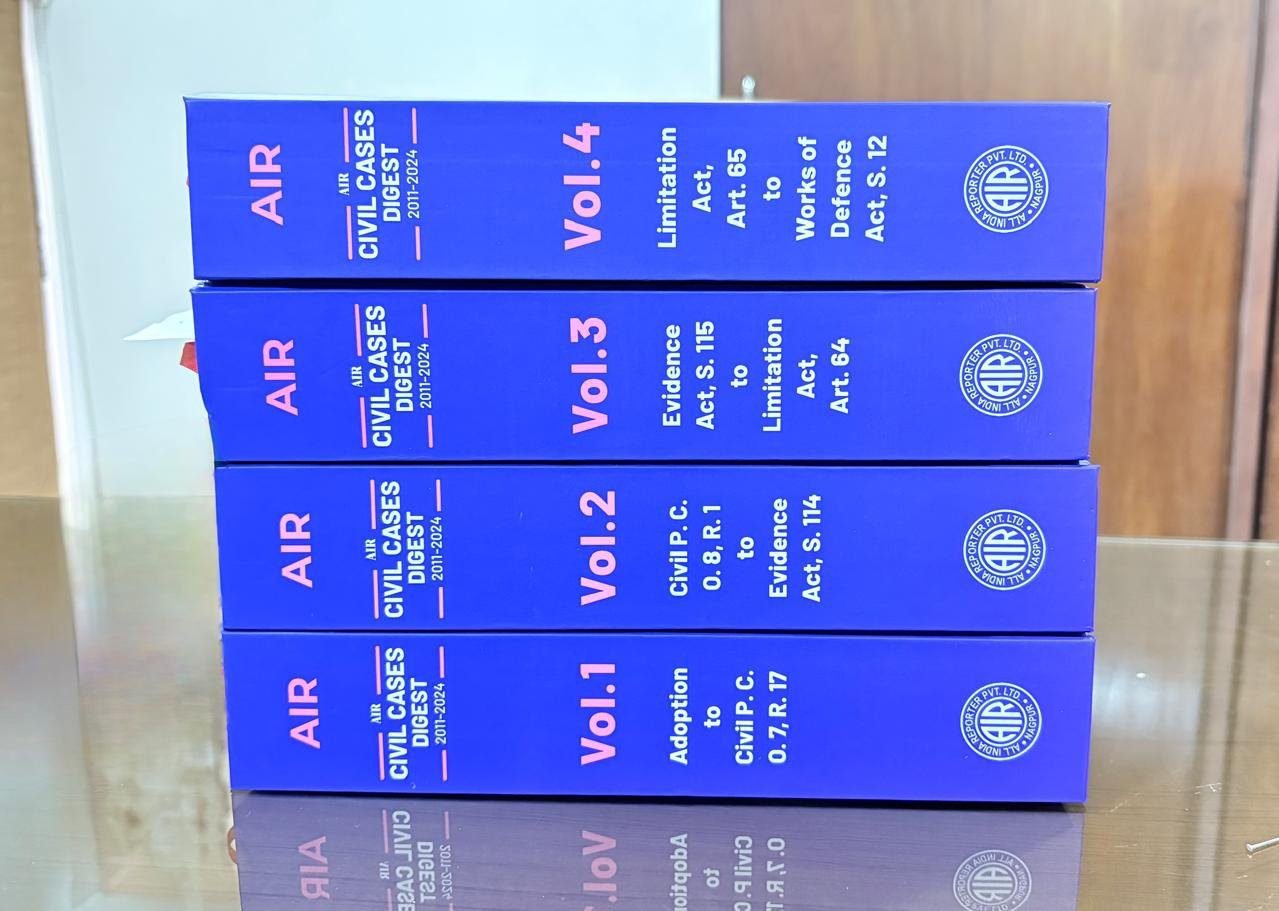 AIR
AIR
CIVIL CASES
DIGEST
2011-2024
Vol.4
Limitation
Act,
Art. 65
to
Works of
Defence
Act, S. 12
ALL INDIA REPORTER PVT. LTD. • NAGPUR •
AIR
AIR
AIR
CIVIL CASES
DIGEST
2011-2024
Vol.3
Evidence
Act, S. 115
to
Limitation
Act,
Art. 64
ALL INDIA REPORTER PVT. LTD. • NAGPUR •
AIR
AIR
AIR
CIVIL CASES
DIGEST
2011-2024
Vol.2
Civil P. C.
O. 8, R. 1
to
Evidence
Act, S. 114
ALL INDIA REPORTER PVT. LTD. • NAGPUR •
AIR
AIR
AIR
CIVIL CASES
DIGEST
2011-2024
Vol.1
Adoption
to
Civil P. C.
O. 7, R. 17
ALL INDIA REPORTER PVT. LTD. • NAGPUR •
AIR